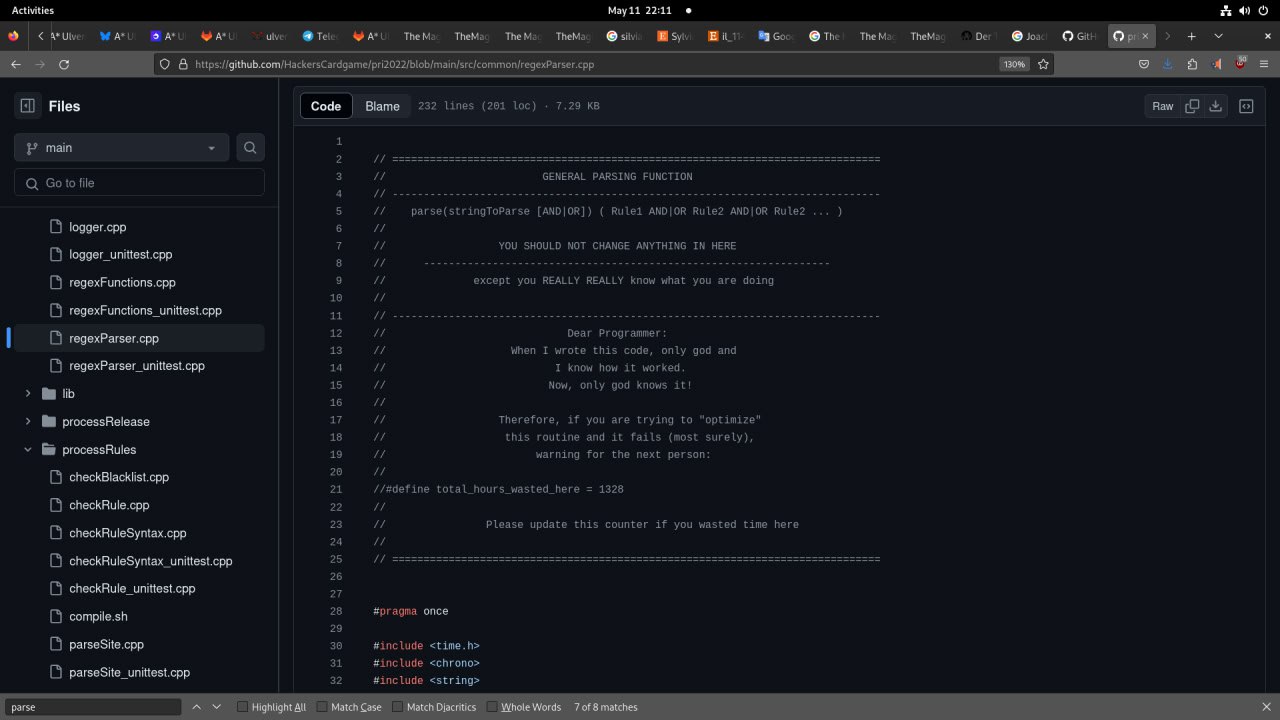 Activities
May 11 22:11
A* Ulver
A* U
A* U
A* U
ulver
Telec
A* U
The Mag
TheMag
The Mag
TheMag
silvia
Sylvi
il_114
Goog
The
The Mag
TheMag
Der T
Joach
GitH
pri2
https://github.com/HackersCardgame/pri2022/blob/main/src/common/regexParser.cpp
130%
50
Files
main
Go to file
logger.cpp
logger_unittest.cpp
regexFunctions.cpp
regexFunctions_unittest.cpp
regexParser.cpp
regexParser_unittest.cpp
lib
processRelease
processRules
checkBlacklist.cpp
checkRule.cpp
checkRuleSyntax.cpp
checkRuleSyntax_unittest.cpp
checkRule_unittest.cpp
compile.sh
parseSite.cpp
parseSite_unittest.cpp
Code Blame 232 lines (201 loc) · 7.29 KB Raw
1
2 // ==============================================================================
3 // GENERAL PARSING FUNCTION
4 // ------------------------------------------------------------------------------
5 // parse(stringToParse [AND|OR]) ( Rule1 AND|OR Rule2 AND|OR Rule2 ... )
6 //
7 // YOU SHOULD NOT CHANGE ANYTHING IN HERE
8 // -----------------------------------------------------------------
9 // except you REALLY REALLY know what you are doing
10 //
11 // ------------------------------------------------------------------------------
12 // Dear Programmer:
13 // When I wrote this code, only god and
14 // I know how it worked.
15 // Now, only god knows it!
16 //
17 // Therefore, if you are trying to "optimize"
18 // this routine and it fails (most surely),
19 // warning for the next person:
20 //
21 //#define total_hours_wasted_here = 1328
22 //
23 // Please update this counter if you wasted time here
24 //
25 // ==============================================================================
26
27
28 #pragma once
29
30 #include <time.h>
31 #include <chrono>
32 #include <string>
parse
Highlight All Match Case Match Diacritics Whole Words 7 of 8 matches